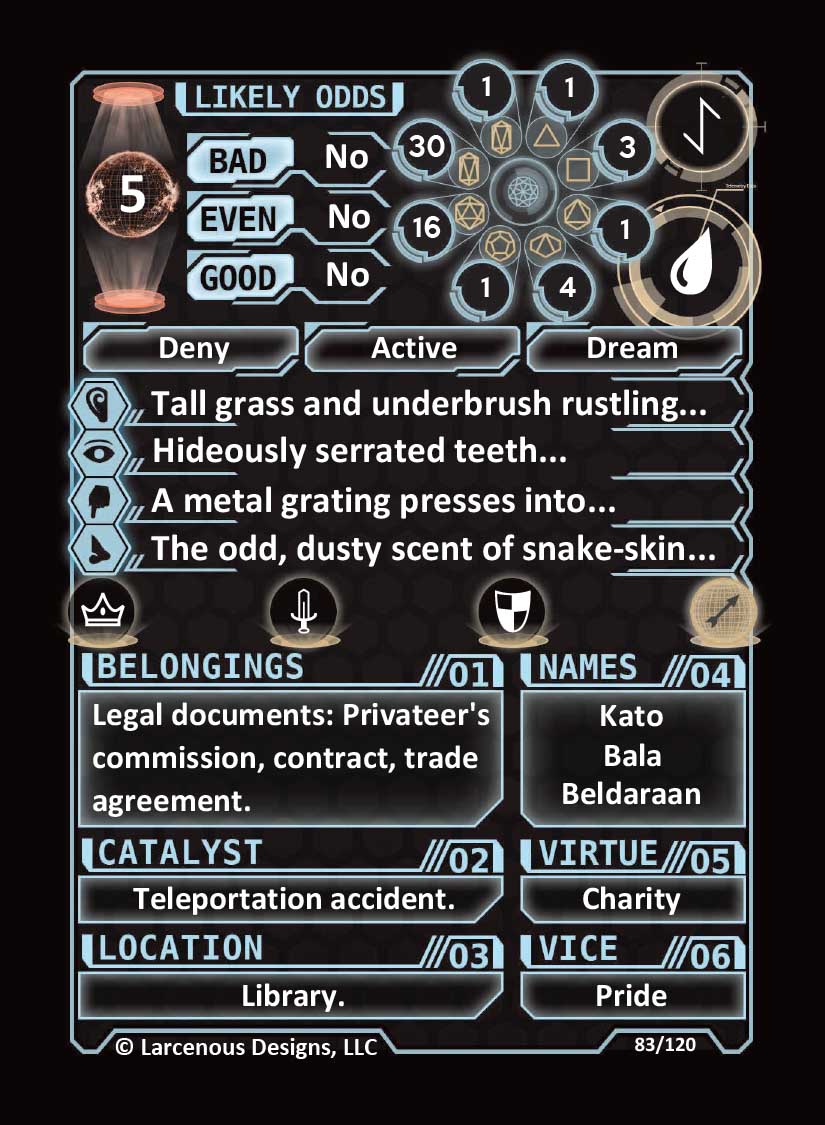 LIKELY ODDS
5
BAD No
EVEN No
GOOD No
1
1
3
1
4
1
16
30
Deny
Active
Dream
Tall grass and underbrush rustling...
Hideously serrated teeth...
A metal grating presses into...
The odd, dusty scent of snake-skin...
BELONGINGS ///01
Legal documents: Privateer's
commission, contract, trade
agreement.
NAMES ///04
Kato
Bala
Beldaraan
CATALYST ///02
Teleportation accident.
VIRTUE ///05
Charity
LOCATION ///03
Library.
VICE ///06
Pride
© Larcenous Designs, LLC
83/120